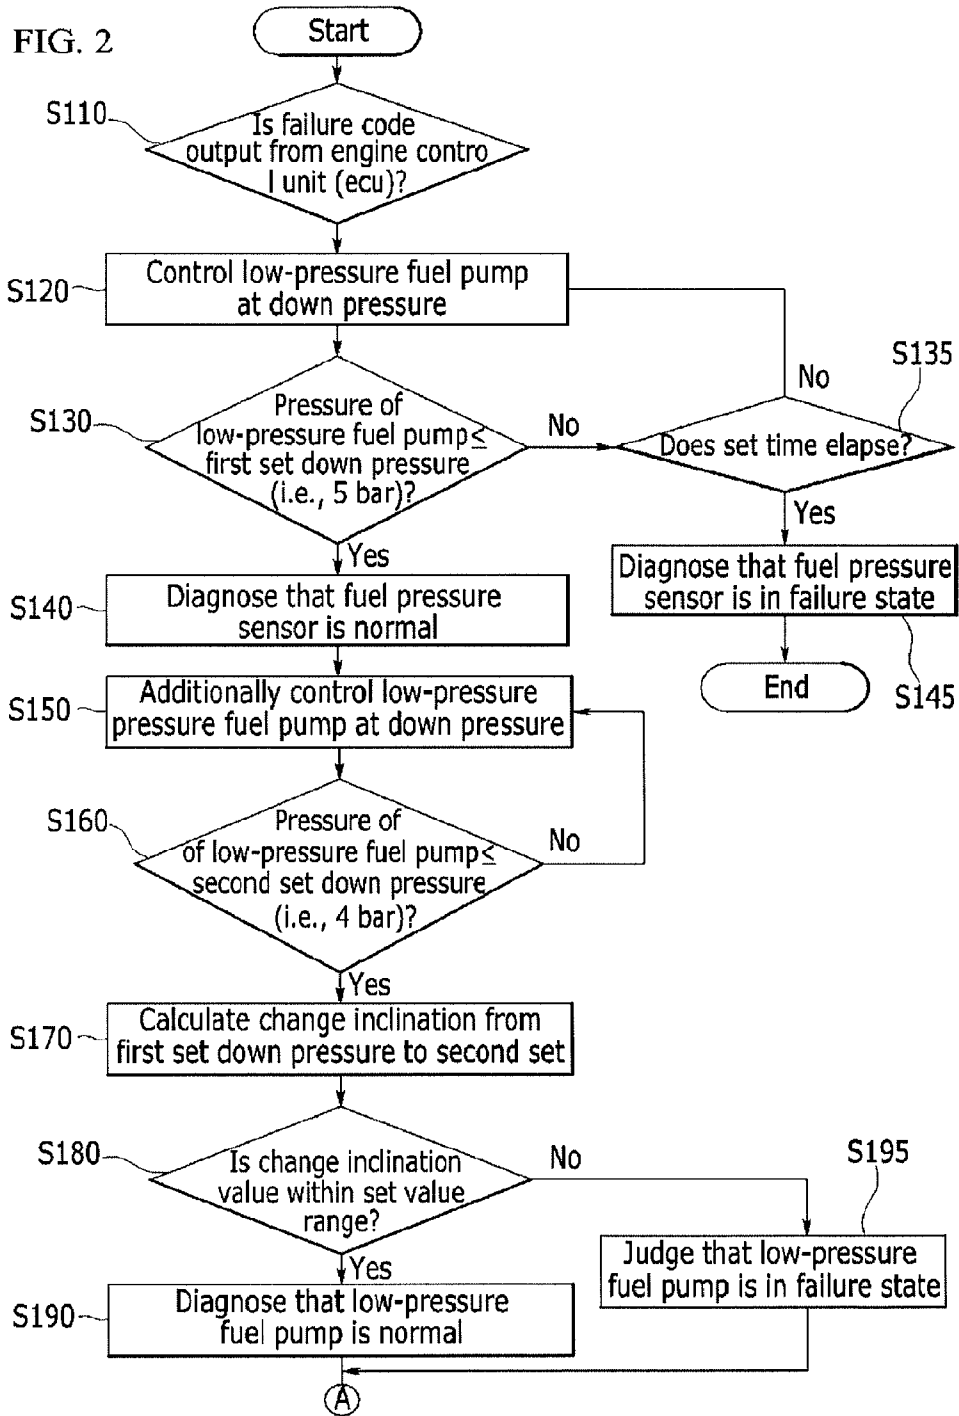 FIG. 2
Start
S110
Is failure code
output from engine contro
l unit (ecu)?
S120
Control low-pressure fuel pump
at down pressure
S130
Pressure of
low-pressure fuel pump≤
first set down pressure
(i.e., 5 bar)?
No
Yes
S135
No
Does set time elapse?
Yes
Diagnose that fuel pressure
sensor is in failure state
S145
End
S140
Diagnose that fuel pressure
sensor is normal
S150
Additionally control low-pressure
pressure fuel pump at down pressure
S160
Pressure of
of low-pressure fuel pump≤
second set down pressure
(i.e., 4 bar)?
No
Yes
S170
Calculate change inclination from
first set down pressure to second set
S180
Is change inclination
value within set value
range?
No
Yes
S195
Judge that low-pressure
fuel pump is in failure state
S190
Diagnose that low-pressure
fuel pump is normal
A